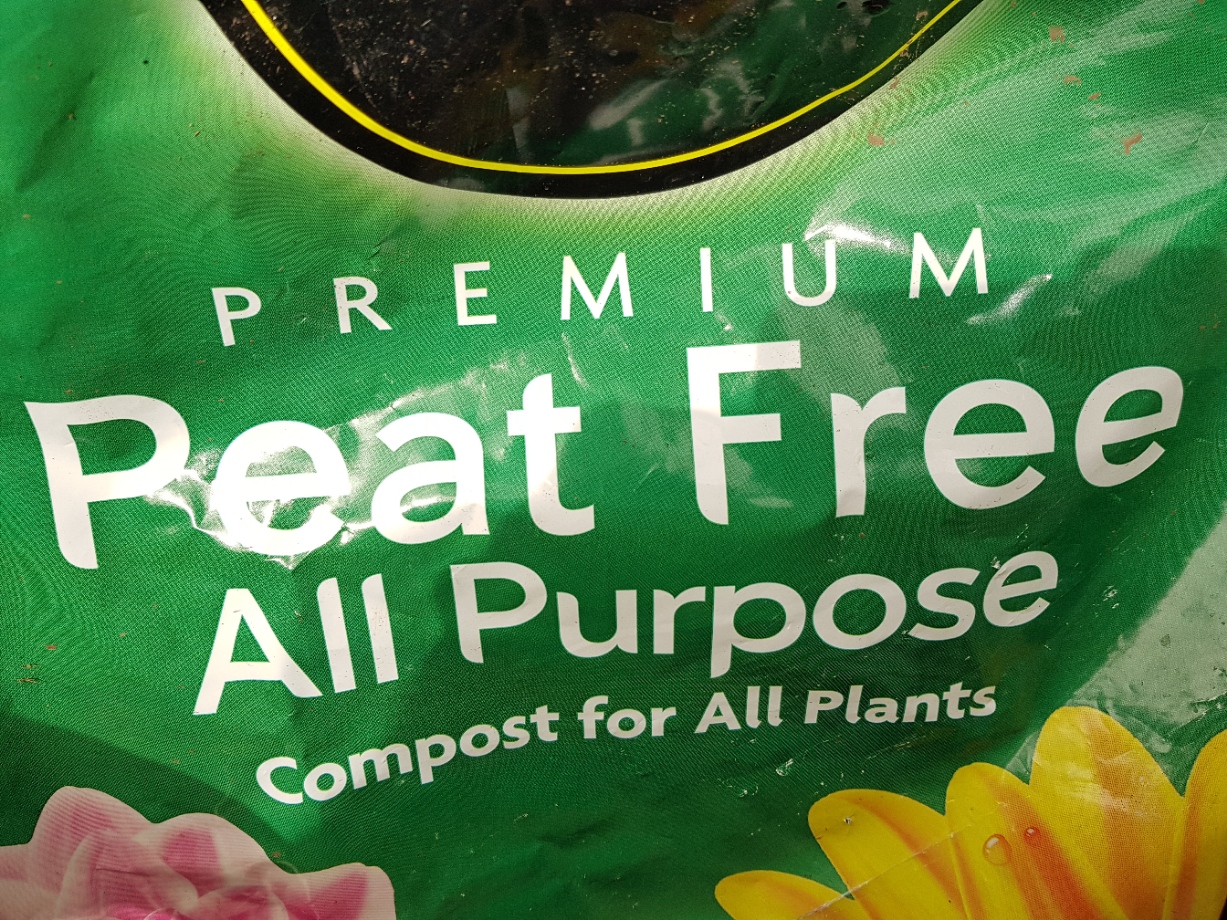 PREMIUM
Peat Free
All Purpose
Compost for All Plants